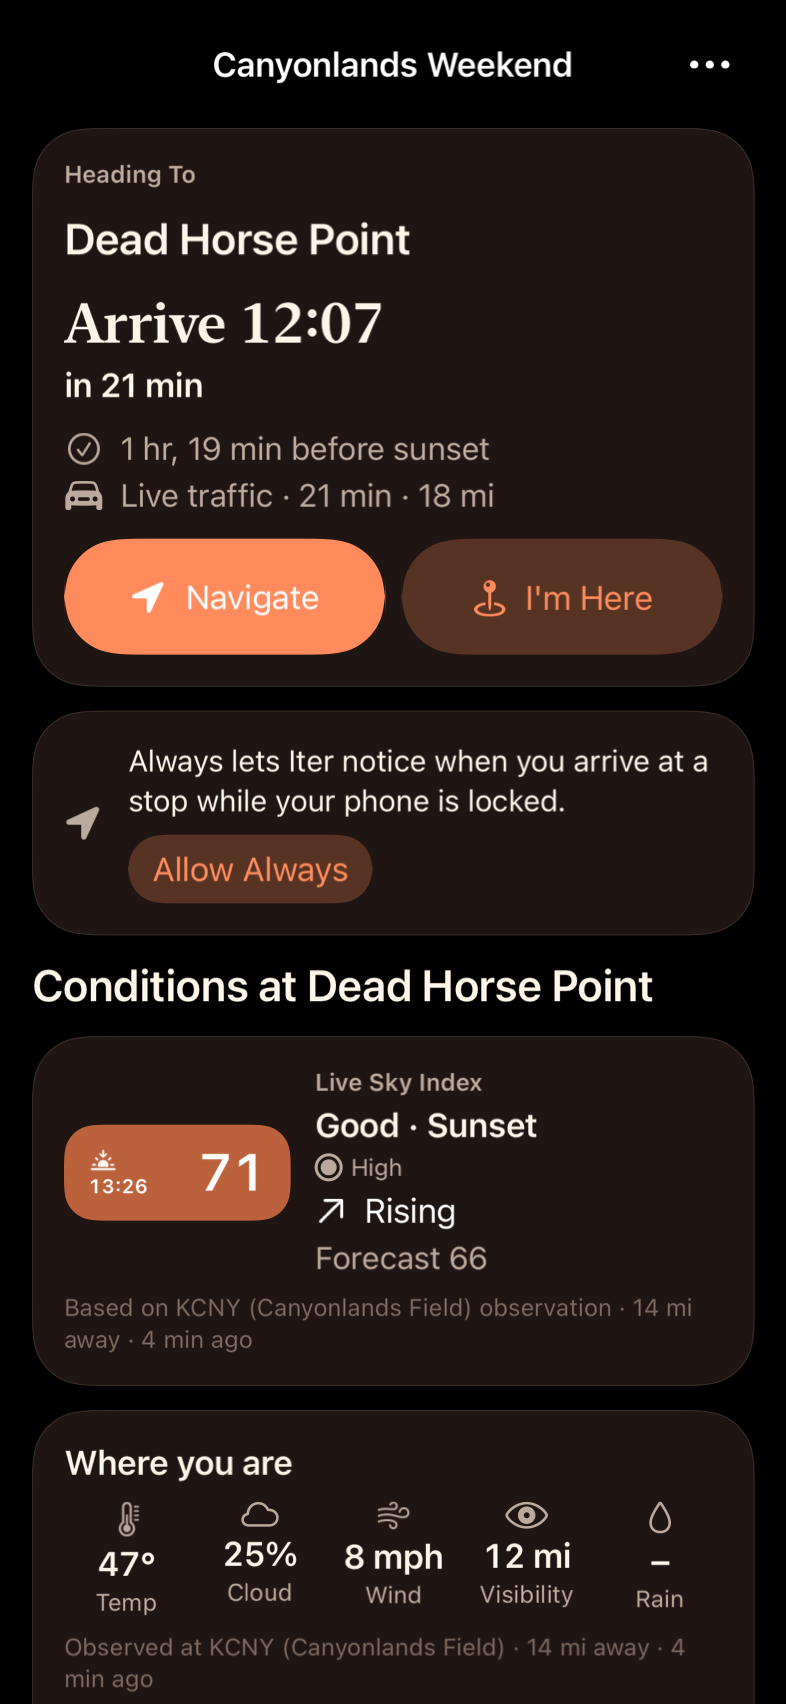 Canyonlands Weekend
Heading To
Dead Horse Point
Arrive 12:07
in 21 min
1 hr, 19 min before sunset
Live traffic · 21 min · 18 mi
Navigate
I'm Here
Always lets Iter notice when you arrive at a
stop while your phone is locked.
Allow Always
Conditions at Dead Horse Point
13:26
71
Live Sky Index
Good · Sunset
High
Rising
Forecast 66
Based on KCNY (Canyonlands Field) observation · 14 mi
away · 4 min ago
Where you are
47° 25% 8 mph 12 mi –
Temp Cloud Wind Visibility Rain
Observed at KCNY (Canyonlands Field) · 14 mi away · 4
min ago